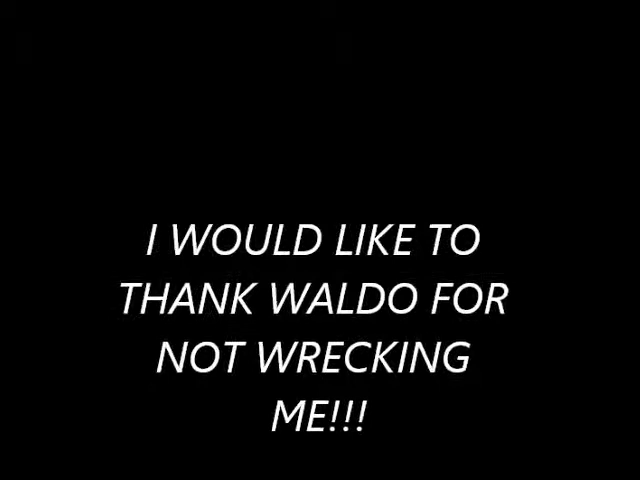 I WOULD LIKE TO
THANK WALDO FOR
NOT WRECKING
ME!!!